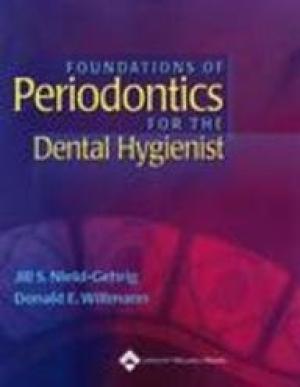 FOUNDATIONS OF
Periodontics
FOR THE
Dental Hygienist
Jill S. Nield-Gehrig
Donald E. Willmann